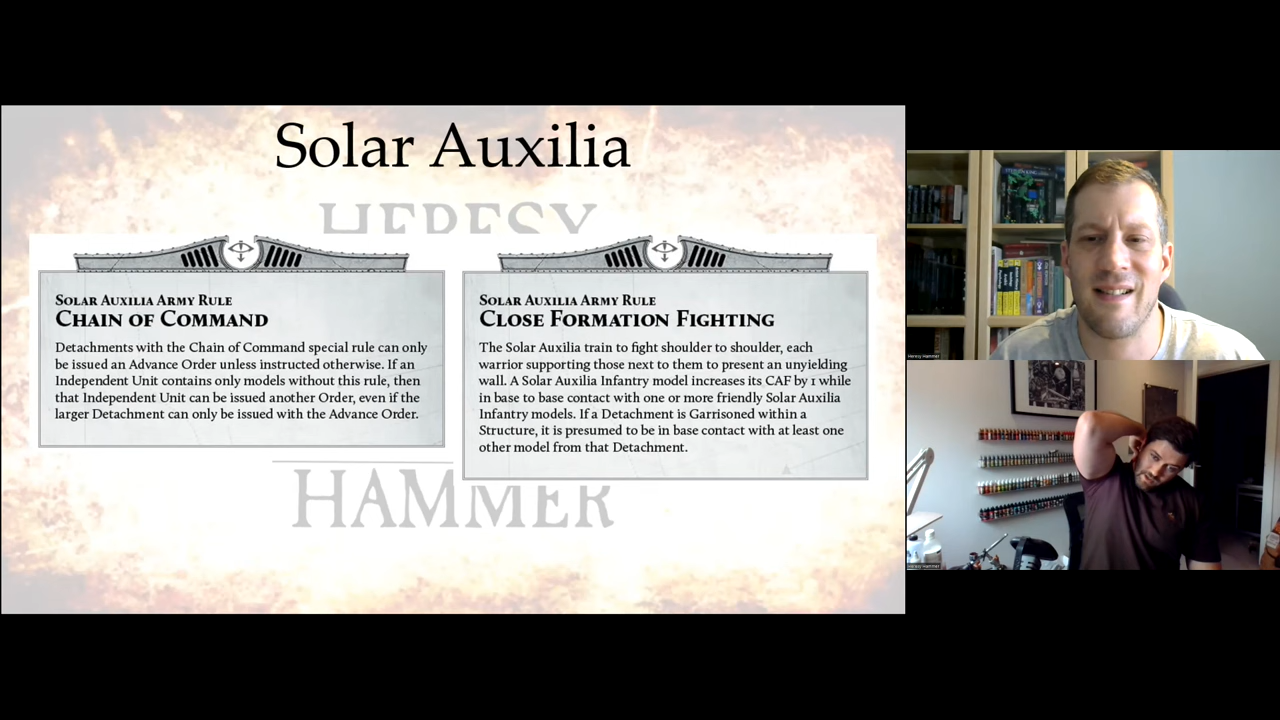 Solar Auxilia
HERESY
SOLAR AUXILIA ARMY RULE
CHAIN OF COMMAND
Detachments with the Chain of Command special rule can only
be issued an Advance Order unless instructed otherwise. If an
Independent Unit contains only models without this rule, then
that Independent Unit can be issued another Order, even if the
larger Detachment can only be issued with the Advance Order.
SOLAR AUXILIA ARMY RULE
CLOSE FORMATION FIGHTING
The Solar Auxilia train to fight shoulder to shoulder, each
warrior supporting those next to them to present an unyielding
wall. A Solar Auxilia Infantry model increases its CAF by 1 while
in base to base contact with one or more friendly Solar Auxilia
Infantry models. If a Detachment is Garrisoned within a
Structure, it is presumed to be in base contact with at least one
other model from that Detachment.
HAMMER